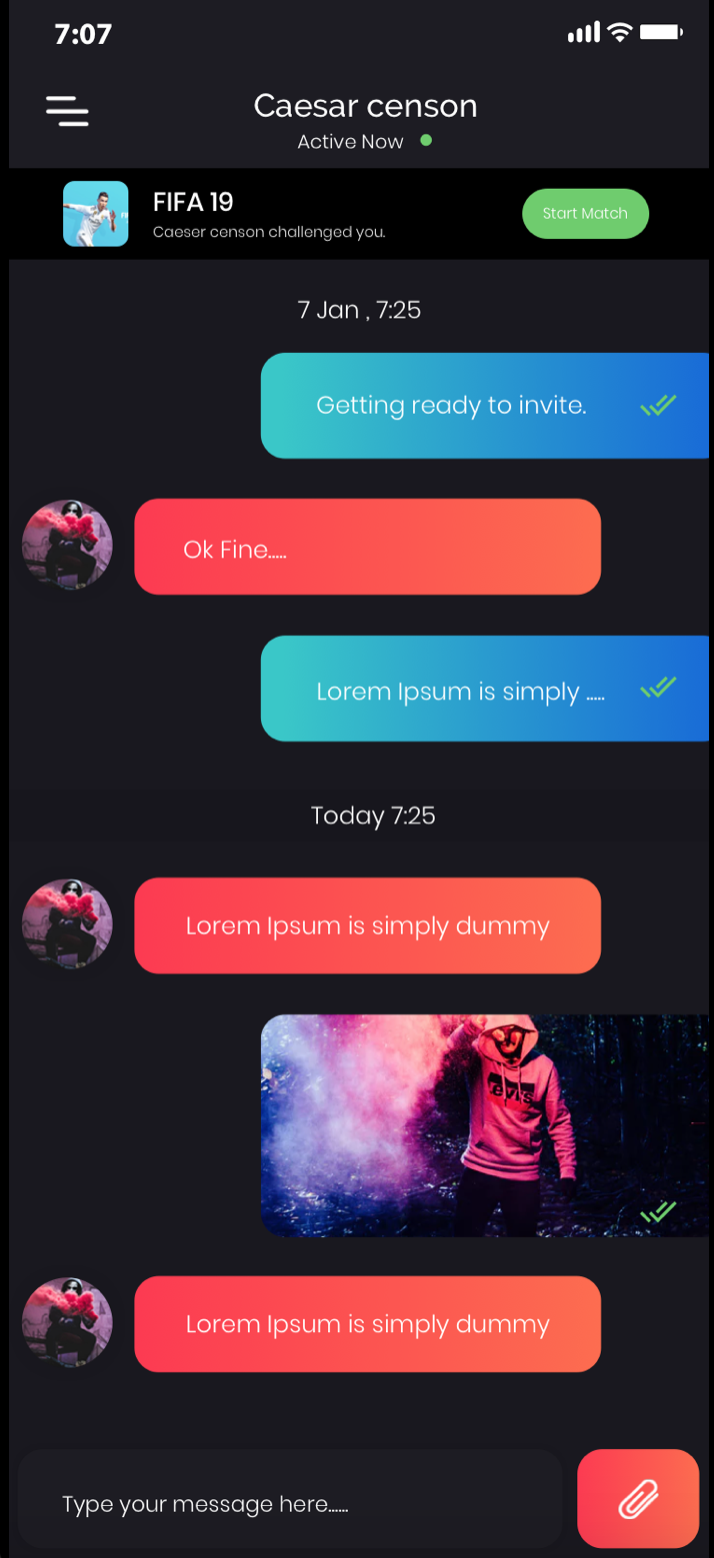 7:07
Caesar censon
Active Now
FIFA 19
Caeser censon challenged you.
Start Match
7 Jan , 7:25
Getting ready to invite.
Ok Fine.....
Lorem Ipsum is simply .....
Today 7:25
Lorem Ipsum is simply dummy
Levi's
Lorem Ipsum is simply dummy
Type your message here......